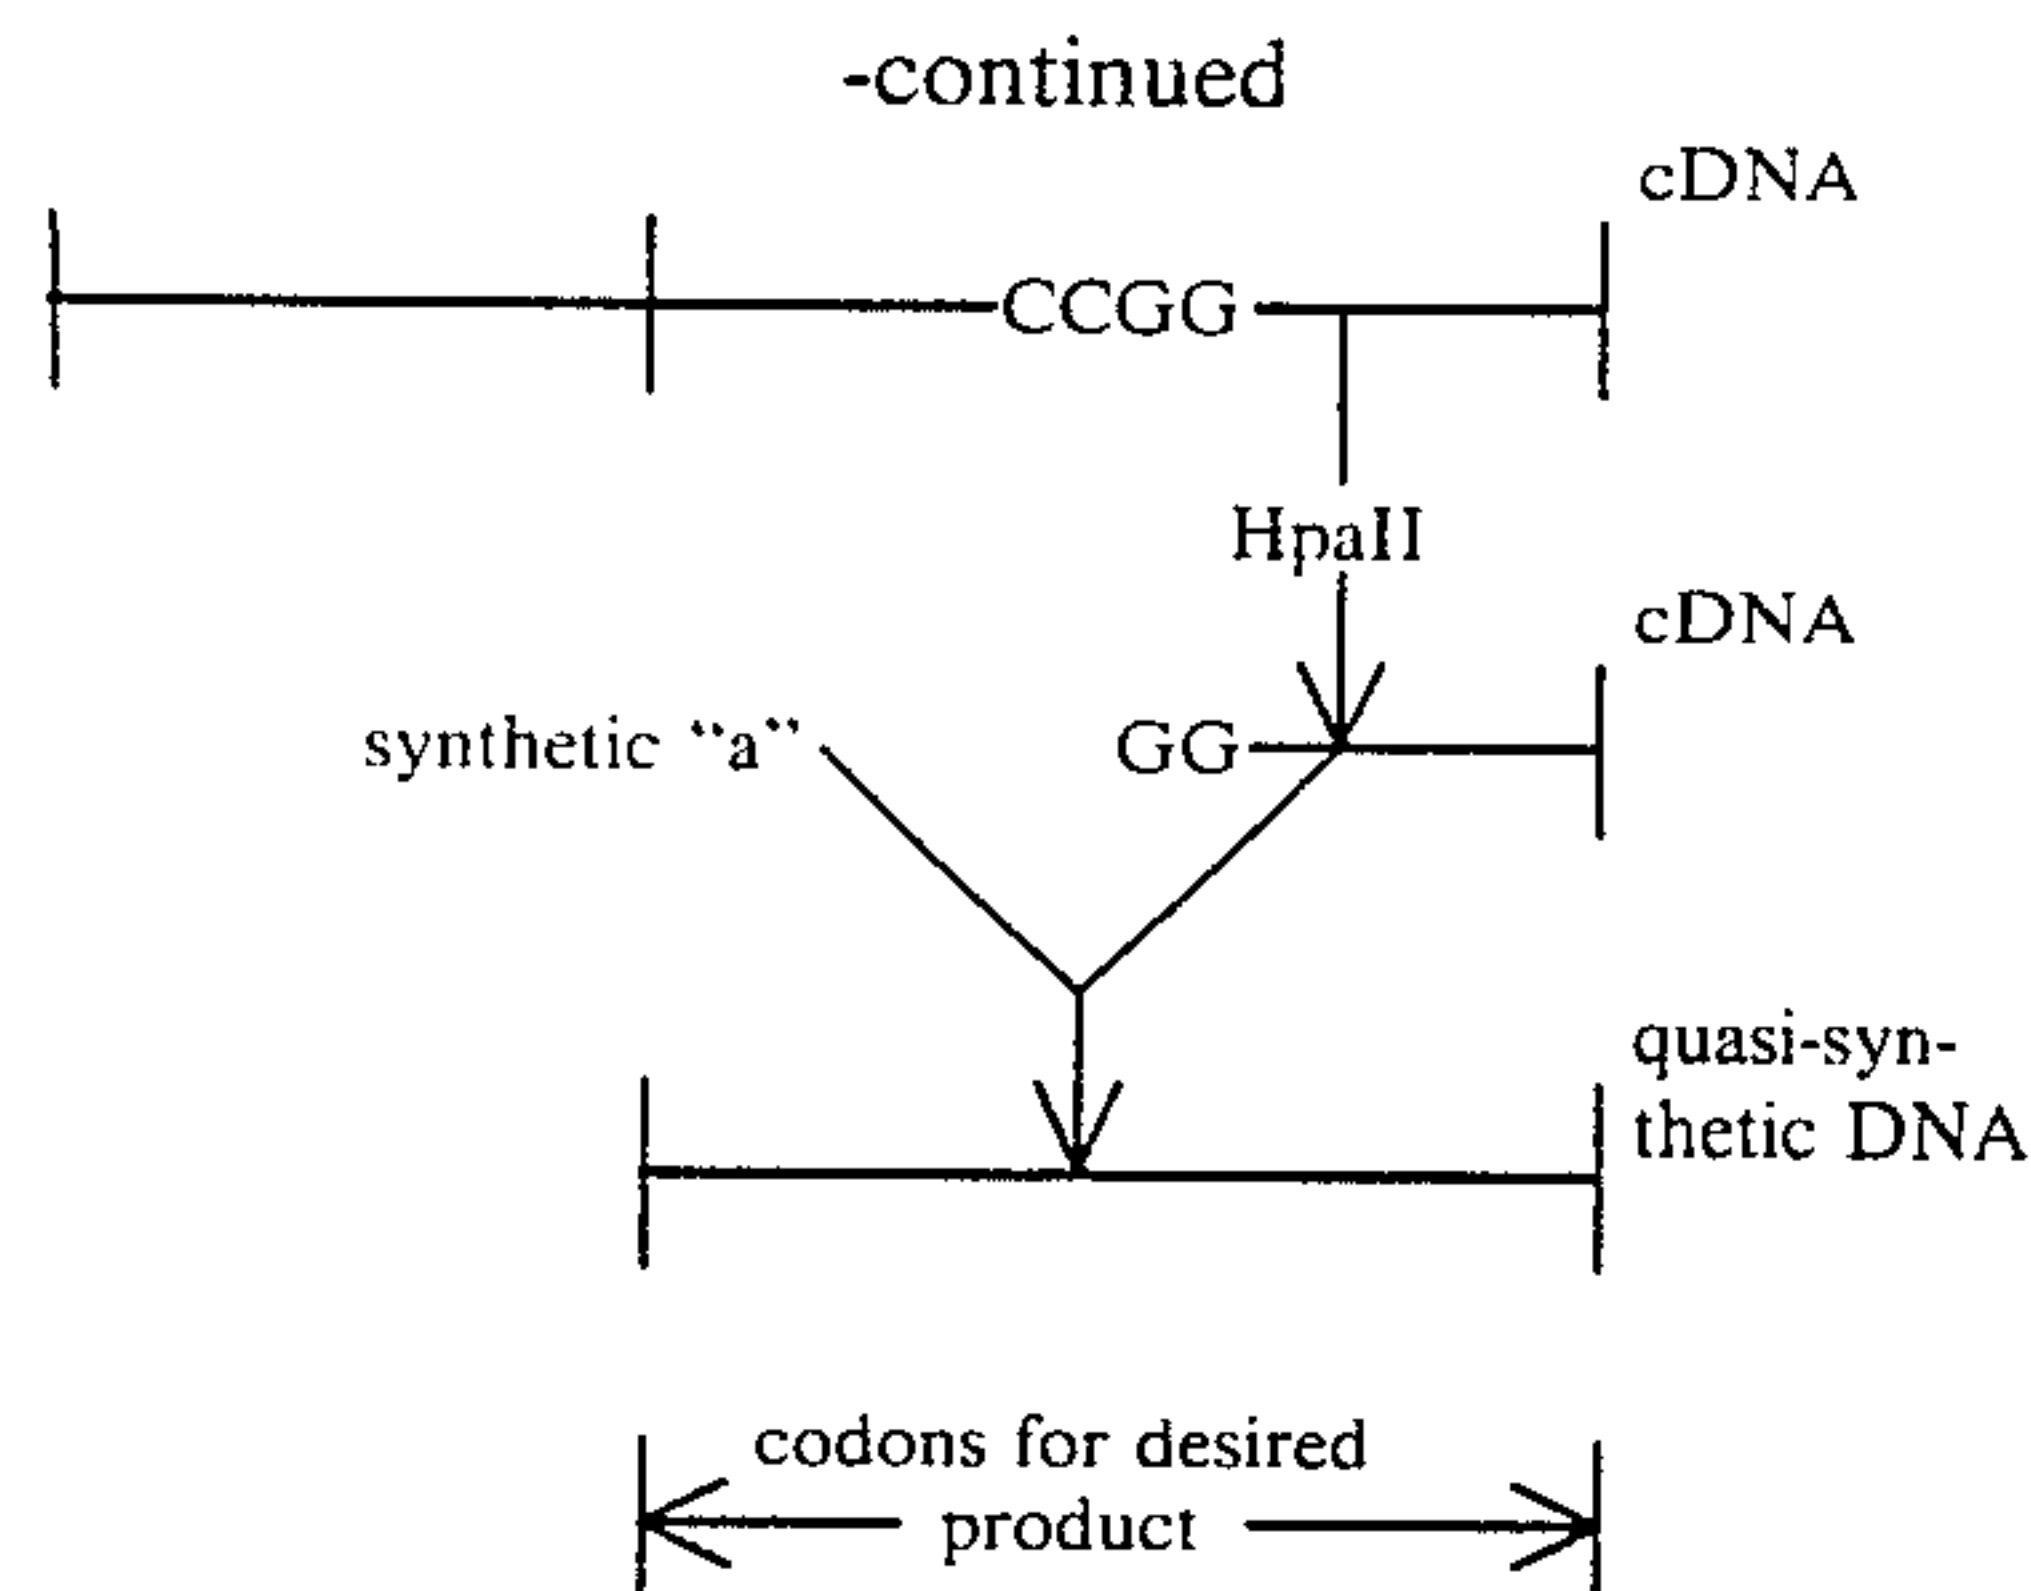 -continued
cDNA
CCGG
HpaII
cDNA
synthetic “a”
GG
quasi-syn-
thetic DNA
codons for desired
product